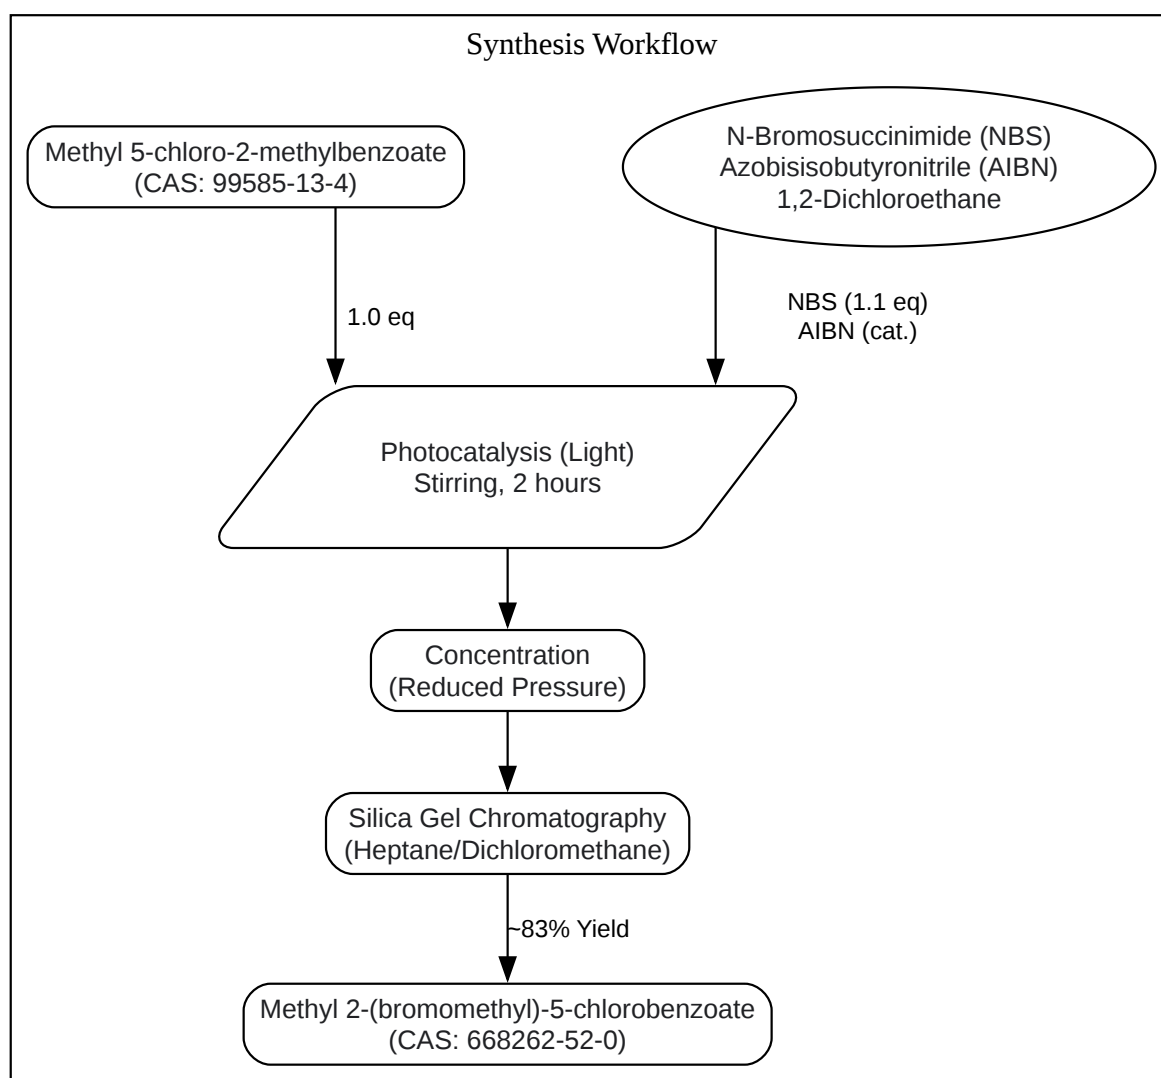 Synthesis Workflow
Methyl 5-chloro-2-methylbenzoate
(CAS: 99585-13-4)
N-Bromosuccinimide (NBS)
Azobisisobutyronitrile (AIBN)
1,2-Dichloroethane
1.0 eq
NBS (1.1 eq)
AIBN (cat.)
Photocatalysis (Light)
Stirring, 2 hours
Concentration
(Reduced Pressure)
Silica Gel Chromatography
(Heptane/Dichloromethane)
~83% Yield
Methyl 2-(bromomethyl)-5-chlorobenzoate
(CAS: 668262-52-0)